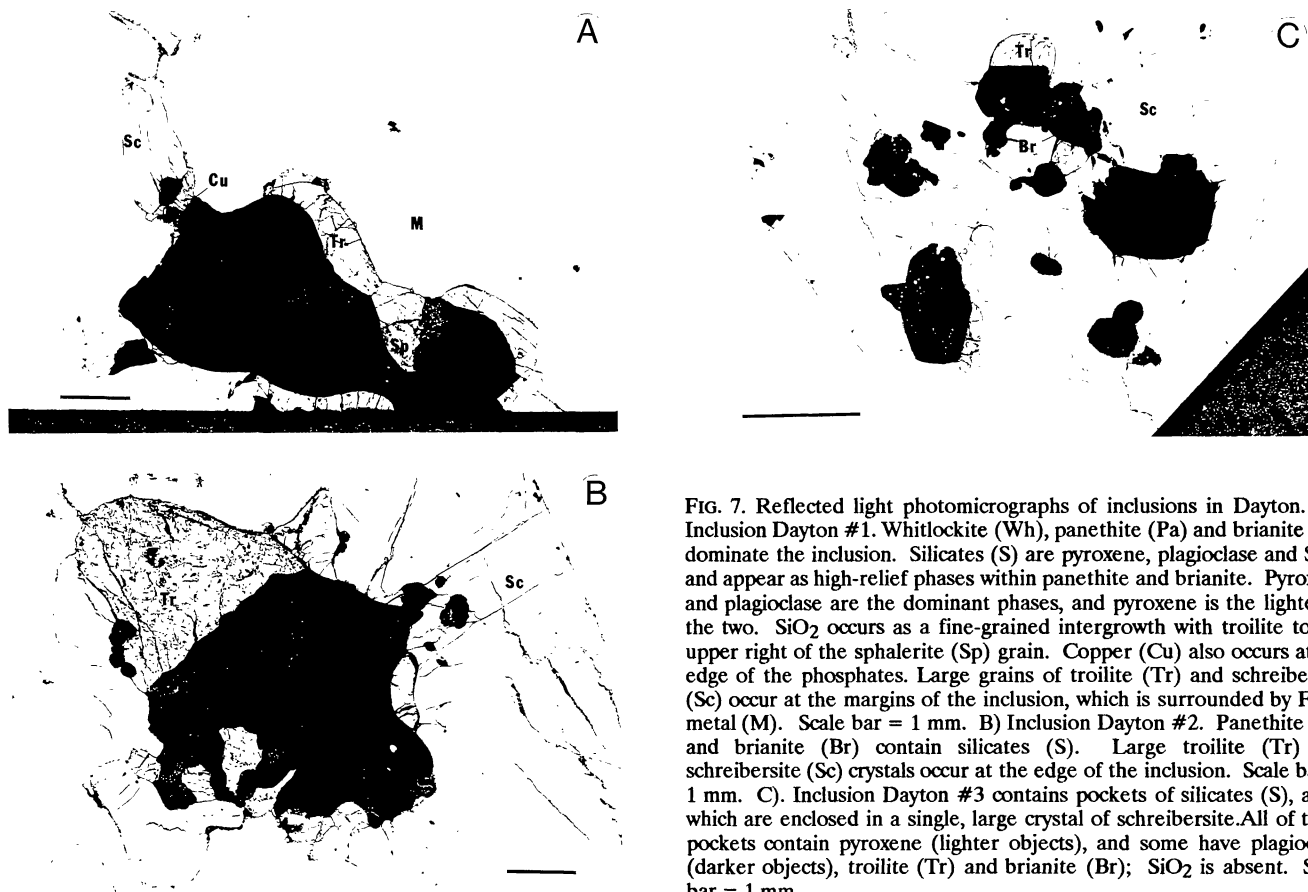 A
Sc
Cu
Tr
M
Sp
C
Tr
Sc
Br
B
Tr
Sc
FIG. 7. Reflected light photomicrographs of inclusions in Dayton.
Inclusion Dayton #1. Whitlockite (Wh), panethite (Pa) and brianite
dominate the inclusion. Silicates (S) are pyroxene, plagioclase and S
and appear as high-relief phases within panethite and brianite. Pyrox
and plagioclase are the dominant phases, and pyroxene is the lighte
the two. SiO2 occurs as a fine-grained intergrowth with troilite to
upper right of the sphalerite (Sp) grain. Copper (Cu) also occurs at
edge of the phosphates. Large grains of troilite (Tr) and schreibe
(Sc) occur at the margins of the inclusion, which is surrounded by F
metal (M). Scale bar = 1 mm. B) Inclusion Dayton #2. Panethite
and brianite (Br) contain silicates (S). Large troilite (Tr)
schreibersite (Sc) crystals occur at the edge of the inclusion. Scale ba
1 mm. C). Inclusion Dayton #3 contains pockets of silicates (S), a
which are enclosed in a single, large crystal of schreibersite.All of t
pockets contain pyroxene (lighter objects), and some have plagioc
(darker objects), troilite (Tr) and brianite (Br); SiO2 is absent. S
bar = 1 mm